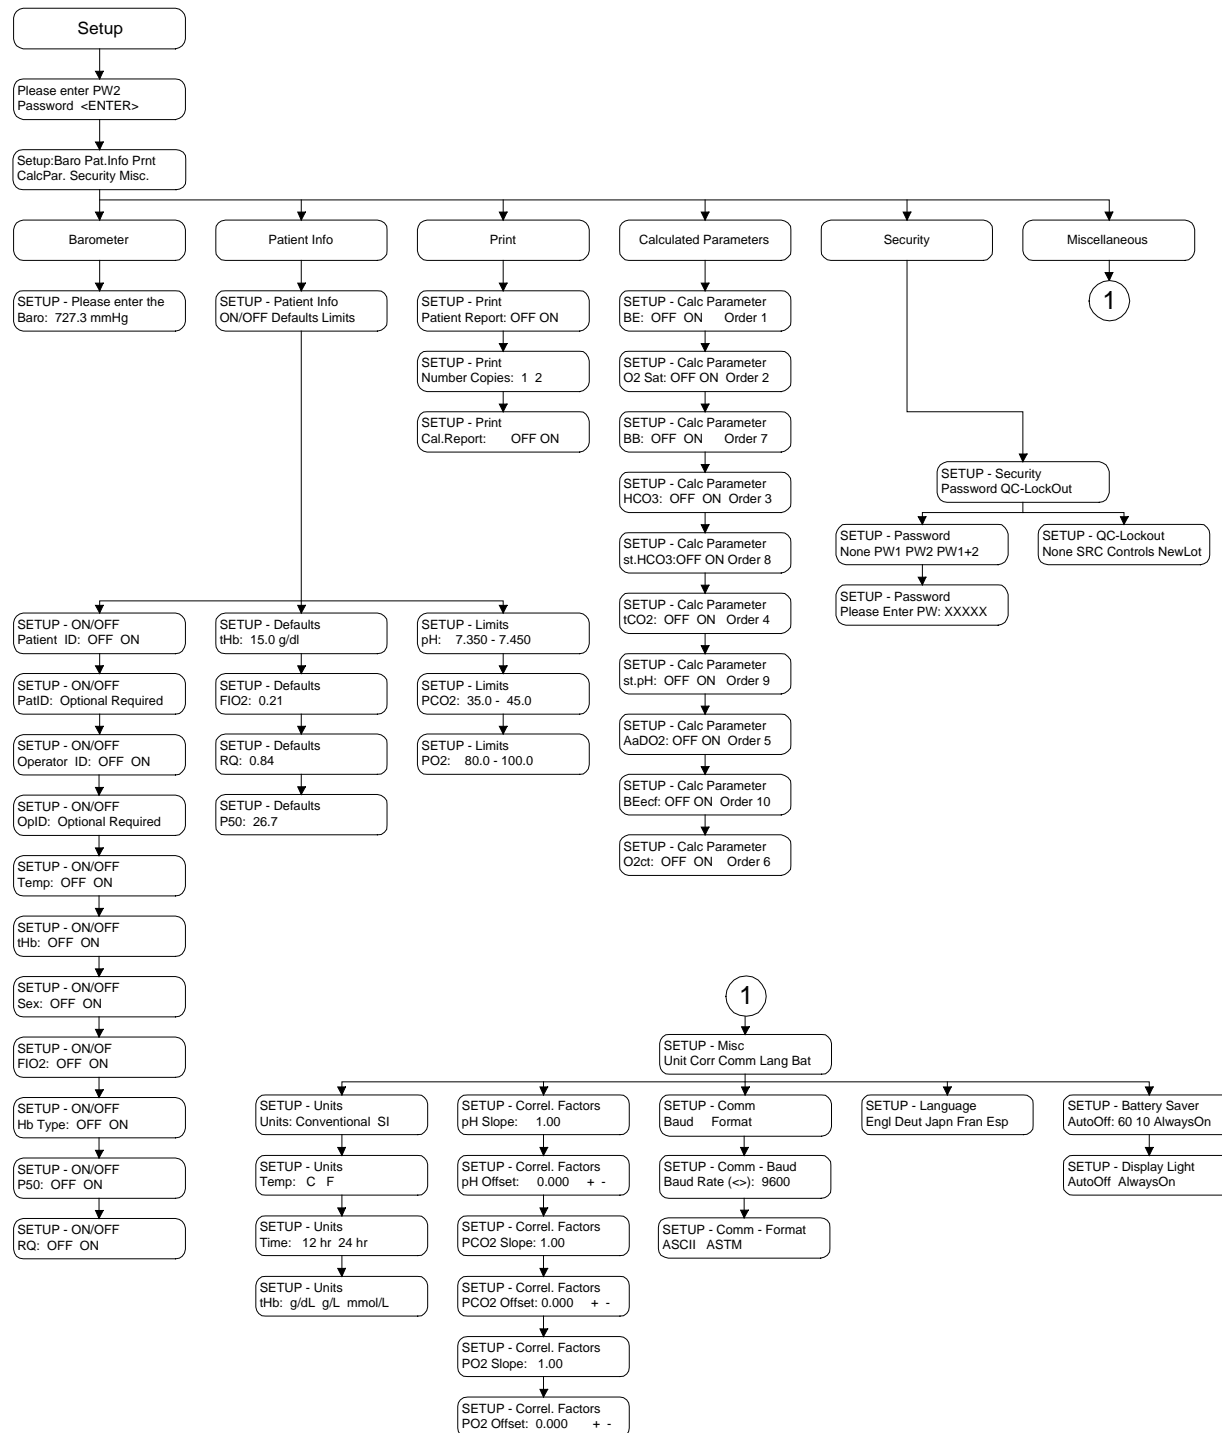 Setup
Please enter PW2
Password <ENTER>
Setup:Baro Pat.Info Prnt
CalcPar. Security Misc.
Barometer
SETUP - Please enter the
Baro: 727.3 mmHg
Patient Info
SETUP - Patient Info
ON/OFF Defaults Limits
SETUP - ON/OFF
Patient ID: OFF ON
SETUP - ON/OFF
PatID: Optional Required
SETUP - ON/OFF
Operator ID: OFF ON
SETUP - ON/OFF
OpID: Optional Required
SETUP - ON/OFF
Temp: OFF ON
SETUP - ON/OFF
tHb: OFF ON
SETUP - ON/OFF
Sex: OFF ON
SETUP - ON/OF
FIO2: OFF ON
SETUP - ON/OFF
Hb Type: OFF ON
SETUP - ON/OFF
P50: OFF ON
SETUP - ON/OFF
RQ: OFF ON
SETUP - Defaults
tHb: 15.0 g/dl
SETUP - Defaults
FIO2: 0.21
SETUP - Defaults
RQ: 0.84
SETUP - Defaults
P50: 26.7
SETUP - Limits
pH: 7.350 - 7.450
SETUP - Limits
PCO2: 35.0 - 45.0
SETUP - Limits
PO2: 80.0 - 100.0
Print
SETUP - Print
Patient Report: OFF ON
SETUP - Print
Number Copies: 1 2
SETUP - Print
Cal.Report: OFF ON
Calculated Parameters
SETUP - Calc Parameter
BE: OFF ON Order 1
SETUP - Calc Parameter
O2 Sat: OFF ON Order 2
SETUP - Calc Parameter
BB: OFF ON Order 7
SETUP - Calc Parameter
HCO3: OFF ON Order 3
SETUP - Calc Parameter
st.HCO3:OFF ON Order 8
SETUP - Calc Parameter
tCO2: OFF ON Order 4
SETUP - Calc Parameter
st.pH: OFF ON Order 9
SETUP - Calc Parameter
AaDO2: OFF ON Order 5
SETUP - Calc Parameter
BEecf: OFF ON Order 10
SETUP - Calc Parameter
O2ct: OFF ON Order 6
Security
SETUP - Security
Password QC-LockOut
SETUP - Password
None PW1 PW2 PW1+2
SETUP - Password
Please Enter PW: XXXXX
SETUP - QC-Lockout
None SRC Controls NewLot
Miscellaneous
1
1
SETUP - Misc
Unit Corr Comm Lang Bat
SETUP - Units
Units: Conventional SI
SETUP - Units
Temp: C F
SETUP - Units
Time: 12 hr 24 hr
SETUP - Units
tHb: g/dL g/L mmol/L
SETUP - Correl. Factors
pH Slope: 1.00
SETUP - Correl. Factors
pH Offset: 0.000 + -
SETUP - Correl. Factors
PCO2 Slope: 1.00
SETUP - Correl. Factors
PCO2 Offset: 0.000 + -
SETUP - Correl. Factors
PO2 Slope: 1.00
SETUP - Correl. Factors
PO2 Offset: 0.000 + -
SETUP - Comm
Baud Format
SETUP - Comm - Baud
Baud Rate (<>): 9600
SETUP - Comm - Format
ASCII ASTM
SETUP - Language
Engl Deut Japn Fran Esp
SETUP - Battery Saver
AutoOff: 60 10 AlwaysOn
SETUP - Display Light
AutoOff AlwaysOn